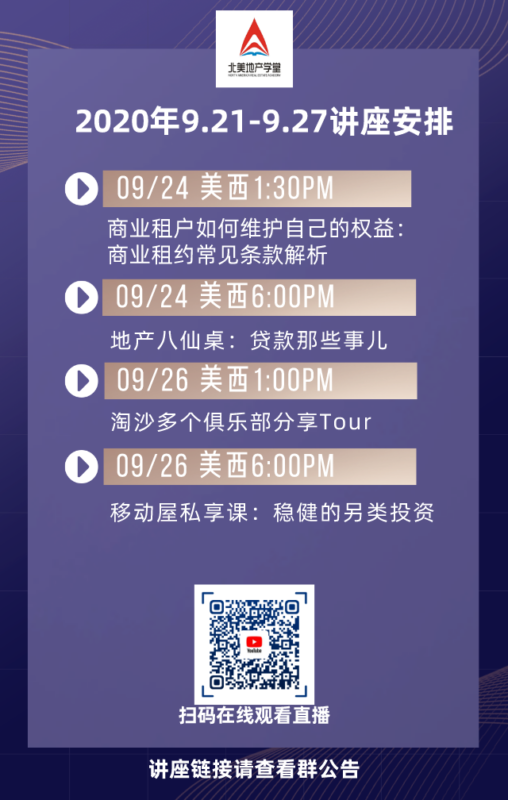 北美地产学堂
2020年9.21-9.27讲座安排
09/24 美西1:30PM
商业租户如何维护自己的权益：
商业租约常见条款解析
09/24 美西6:00PM
地产八仙桌：贷款那些事儿
09/26 美西1:00PM
淘沙多个俱乐部分享Tour
09/26 美西6:00PM
移动屋私享课：稳健的另类投资
YouTube
扫码在线观看直播
讲座链接请查看群公告